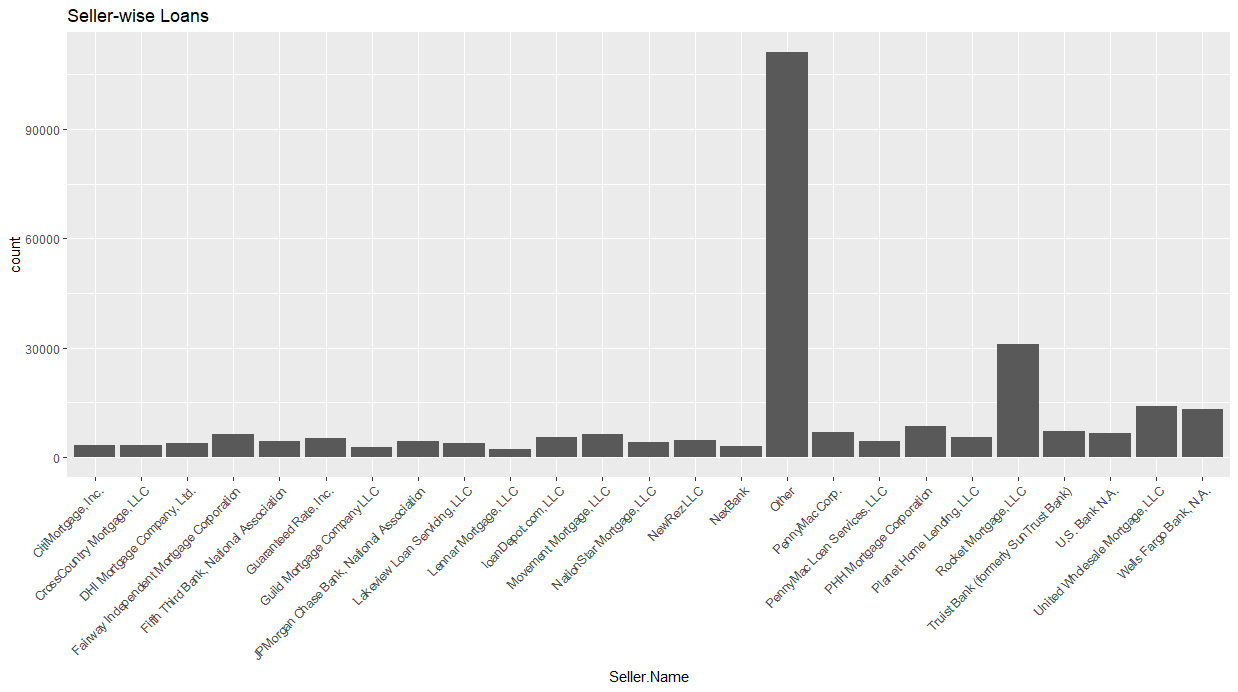 Seller-wise Loans
count
90000
60000
30000
0
CitiMortgage, Inc.
CrossCountry Mortgage, LLC
DHI Mortgage Company, Ltd.
Fairway Independent Mortgage Corporation
Fifth Third Bank, National Association
Guaranteed Rate, Inc.
Guild Mortgage Company LLC
JPMorgan Chase Bank, National Association
Lakeview Loan Servicing, LLC
Lennar Mortgage, LLC
loanDepot.com, LLC
Movement Mortgage, LLC
NationStar Mortgage, LLC
NewRez LLC
NexBank
Other
PennyMac Corp.
PennyMac Loan Services, LLC
PHH Mortgage Corporation
Planet Home Lending, LLC
Rocket Mortgage, LLC
Truist Bank (formerly SunTrust Bank)
U.S. Bank N.A.
United Wholesale Mortgage, LLC
Wells Fargo Bank, N.A.
Seller.Name